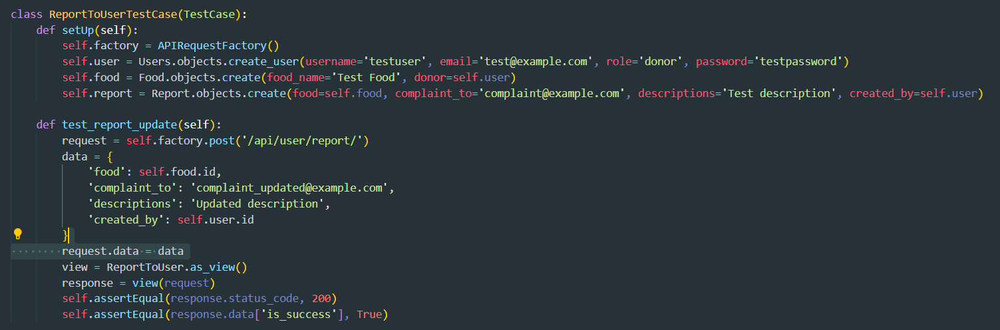 class ReportToUserTestCase(TestCase):
    def setUp(self):
        self.factory = APIRequestFactory()
        self.user = Users.objects.create_user(username='testuser', email='test@example.com', role='donor', password='testpassword')
        self.food = Food.objects.create(food_name='Test Food', donor=self.user)
        self.report = Report.objects.create(food=self.food, complaint_to='complaint@example.com', descriptions='Test description', created_by=self.user)

    def test_report_update(self):
        request = self.factory.post('/api/user/report/')
        data = {
            'food': self.food.id,
            'complaint_to': 'complaint_updated@example.com',
            'descriptions': 'Updated description',
            'created_by': self.user.id
        }
        request.data = data
        view = ReportToUser.as_view()
        response = view(request)
        self.assertEqual(response.status_code, 200)
        self.assertEqual(response.data['is_success'], True)